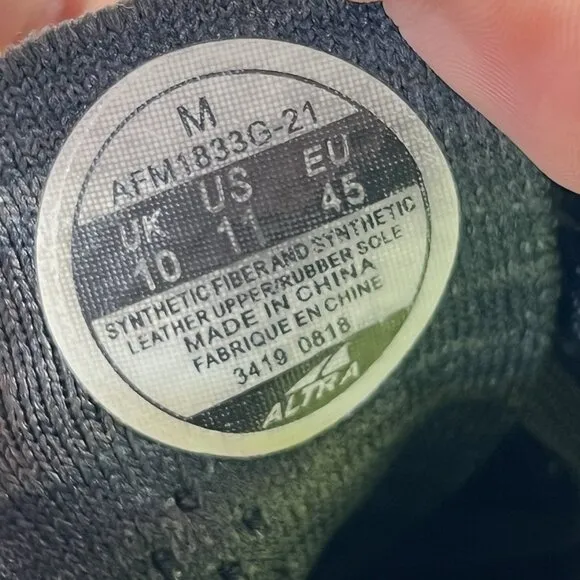 M
AFM1833G-21
UK US EU
10 11 45
SYNTHETIC FIBER AND SYNTHETIC
LEATHER UPPER/RUBBER SOLE
MADE IN CHINA
FABRIQUE EN CHINE
3419 0618
ALTRA